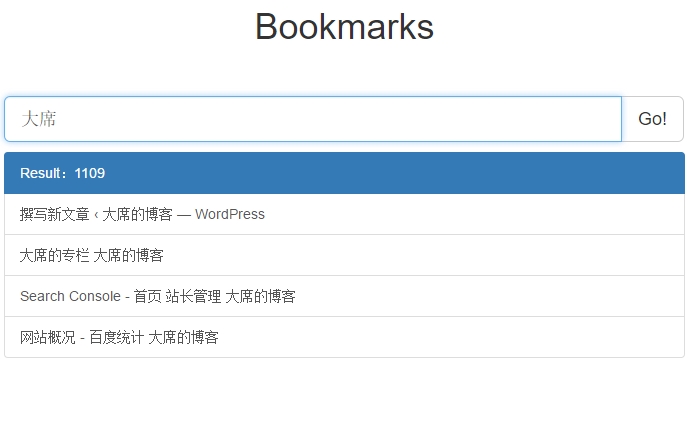 Bookmarks
大席 Go!
Result：1109
撰写新文章 ‹ 大席的博客 — WordPress
大席的专栏 大席的博客
Search Console - 首页 站长管理 大席的博客
网站概况 - 百度统计 大席的博客